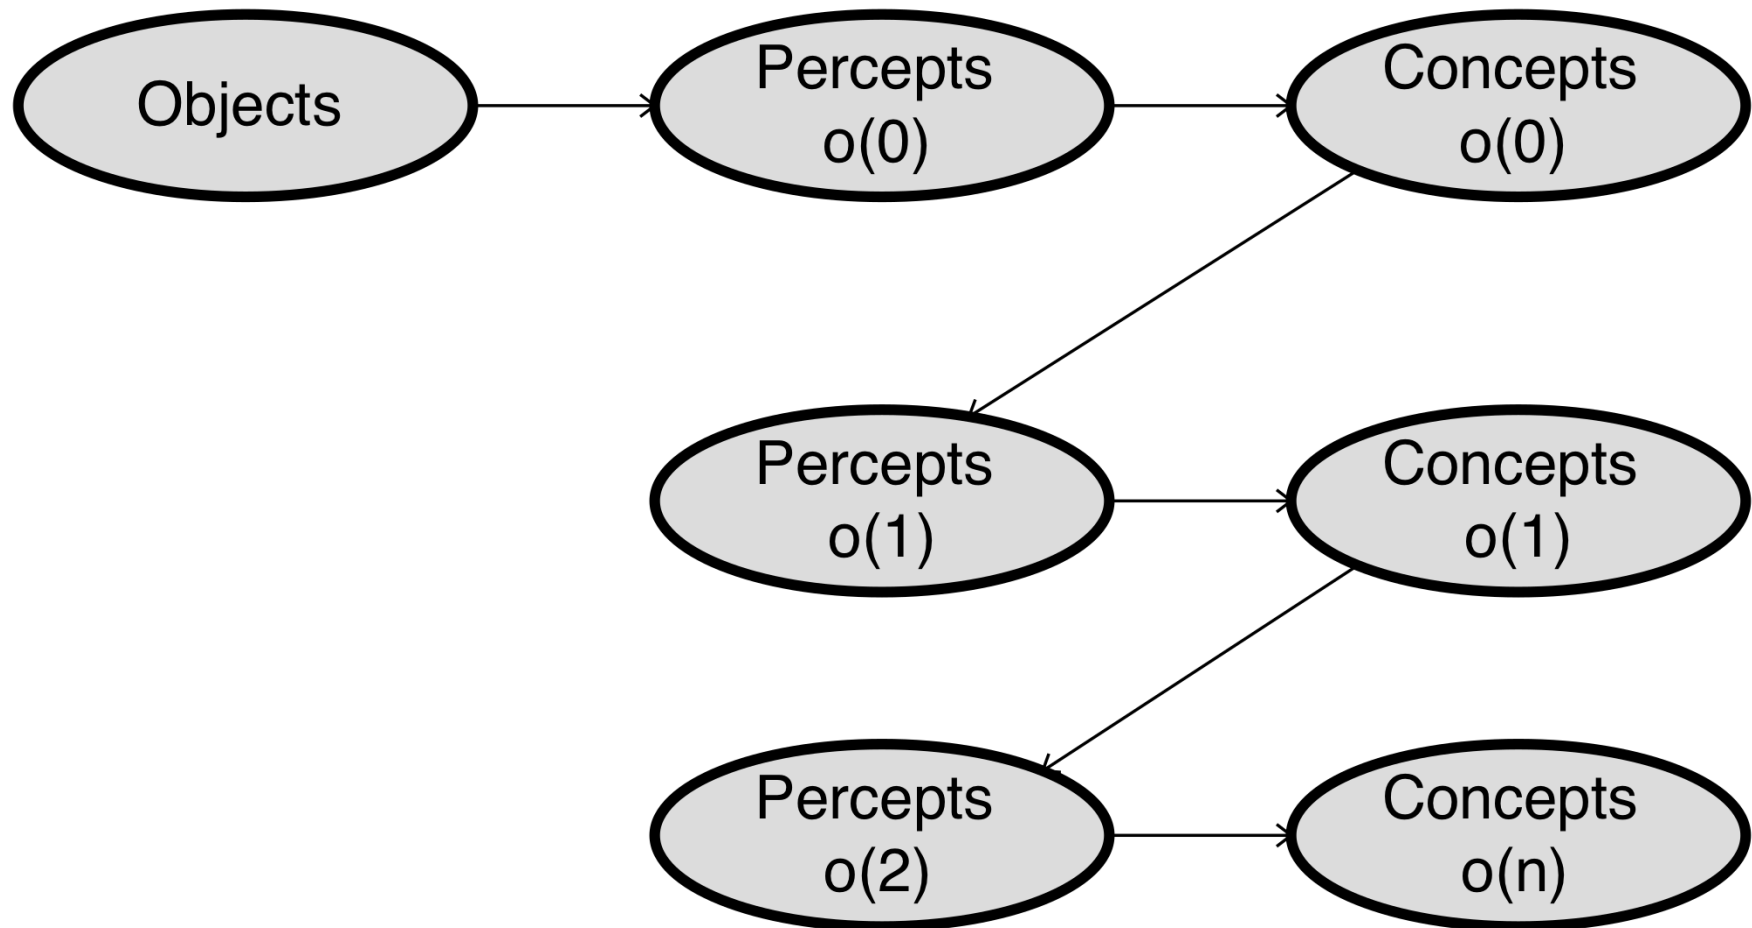 Objects
Percepts
o(0)
Concepts
o(0)
Percepts
o(1)
Concepts
o(1)
Percepts
o(2)
Concepts
o(n)